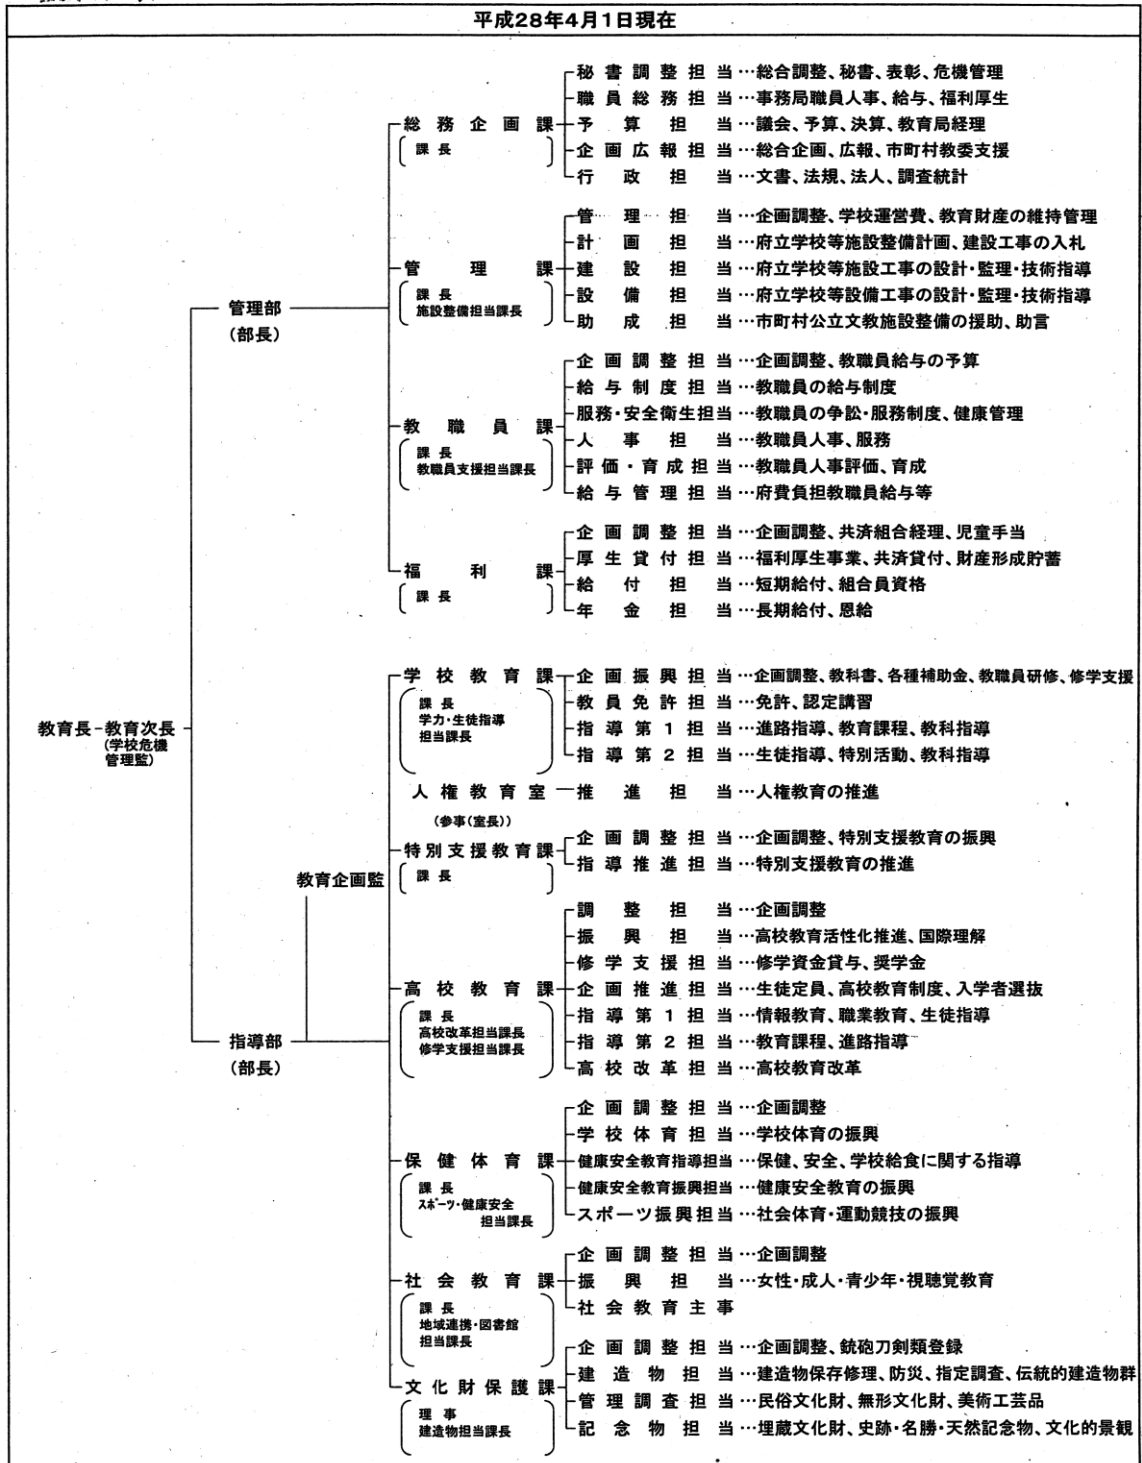 平成28年4月1日現在
秘書調整担当…総合調整、秘書、表彰、危機管理
職員総務担当…事務局職員人事、給与、福利厚生
総務企画課 予算担当…議会、予算、決算、教育局経理
課長
企画広報担当…総合企画、広報、市町村教委支援
行政担当…文書、法規、法人、調査統計
管理担当…企画調整、学校運営費、教育財産の維持管理
計画担当…府立学校等施設整備計画、建設工事の入札
管理課 建設担当…府立学校等施設工事の設計・監理・技術指導
課長
施設整備担当課長
設備担当…府立学校等設備工事の設計・監理・技術指導
助成担当…市町村公立文教施設整備の援助、助言
管理部
(部長)
企画調整担当…企画調整、教職員給与の予算
給与制度担当…教職員の給与制度
服務・安全衛生担当…教職員の争訟・服務制度、健康管理
教職員課 人事担当…教職員人事、服務
課長
教職員支援担当課長
評価・育成担当…教職員人事評価、育成
給与管理担当…府費負担教職員給与等
企画調整担当…企画調整、共済組合経理、児童手当
厚生貸付担当…福利厚生事業、共済貸付、財産形成貯蓄
福利課 給付担当…短期給付、組合員資格
課長
年金担当…長期給付、恩給
学校教育課 企画振興担当…企画調整、教科書、各種補助金、教職員研修、修学支援
課長
学力・生徒指導
担当課長
教員免許担当…免許、認定講習
指導第1担当…進路指導、教育課程、教科指導
指導第2担当…生徒指導、特別活動、教科指導
教育長-教育次長
(学校危機
管理監)
人権教育室 推進担当…人権教育の推進
(参事(室長))
特別支援教育課 企画調整担当…企画調整、特別支援教育の振興
課長
指導推進担当…特別支援教育の推進
教育企画監
調整担当…企画調整
振興担当…高校教育活性化推進、国際理解
修学支援担当…修学資金貸与、奨学金
高校教育課 企画推進担当…生徒定員、高校教育制度、入学者選抜
課長
高校改革担当課長
修学支援担当課長
指導第1担当…情報教育、職業教育、生徒指導
指導第2担当…教育課程、進路指導
高校改革担当…高校教育改革
指導部
(部長)
企画調整担当…企画調整
学校体育担当…学校体育の振興
保健体育課 健康安全教育指導担当…保健、安全、学校給食に関する指導
課長
スポーツ・健康安全
担当課長
健康安全教育振興担当…健康安全教育の振興
スポーツ振興担当…社会体育・運動競技の振興
企画調整担当…企画調整
社会教育課 振興担当…女性・成人・青少年・視聴覚教育
課長
地域連携・図書館
担当課長
社会教育主事
企画調整担当…企画調整、銃砲刀剣類登録
建造物担当…建造物保存修理、防災、指定調査、伝統的建造物群
文化財保護課 管理調査担当…民俗文化財、無形文化財、美術工芸品
理事
建造物担当課長
記念物担当…埋蔵文化財、史跡・名勝・天然記念物、文化的景観